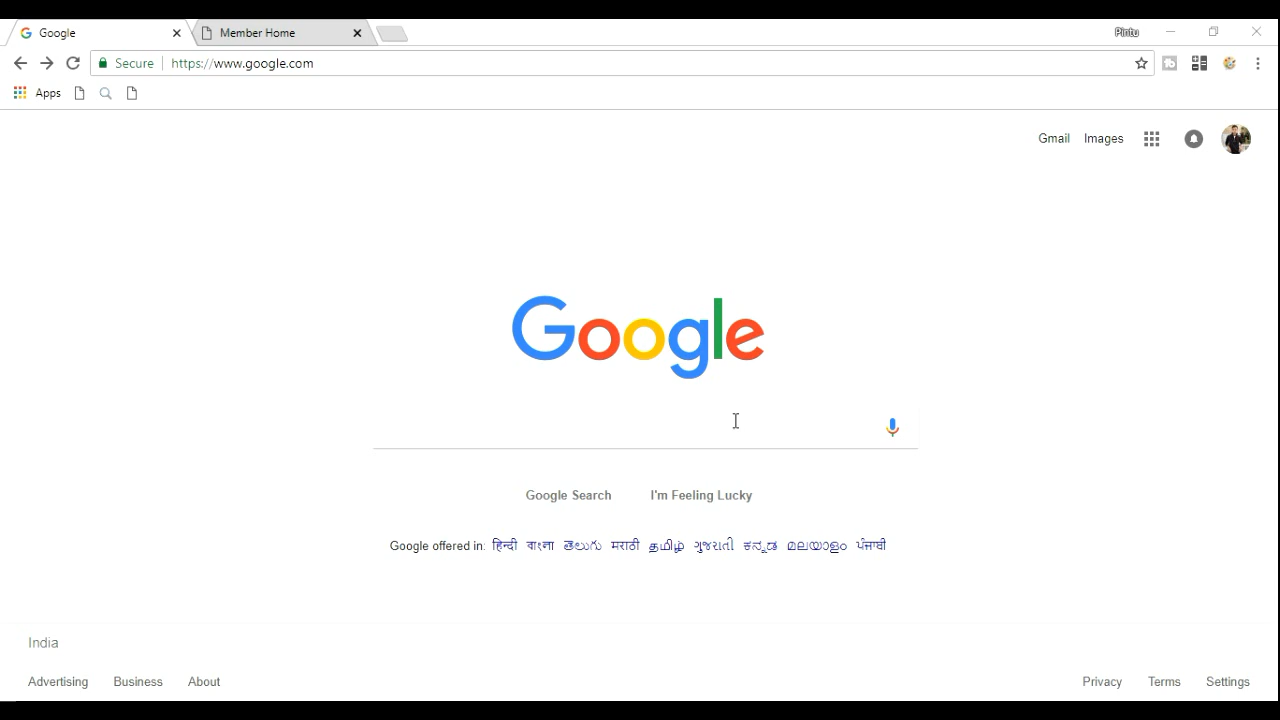 Google Member Home Pintu
Secure https://www.google.com
Apps
Gmail Images
Google
Google Search I'm Feeling Lucky
Google offered in: हिन्दी বাংলা తెలుగు मराठी தமிழ் ગુજરાતી ಕನ್ನಡ മലയാളം ਪੰਜਾਬੀ
India
Advertising Business About Privacy Terms Settings